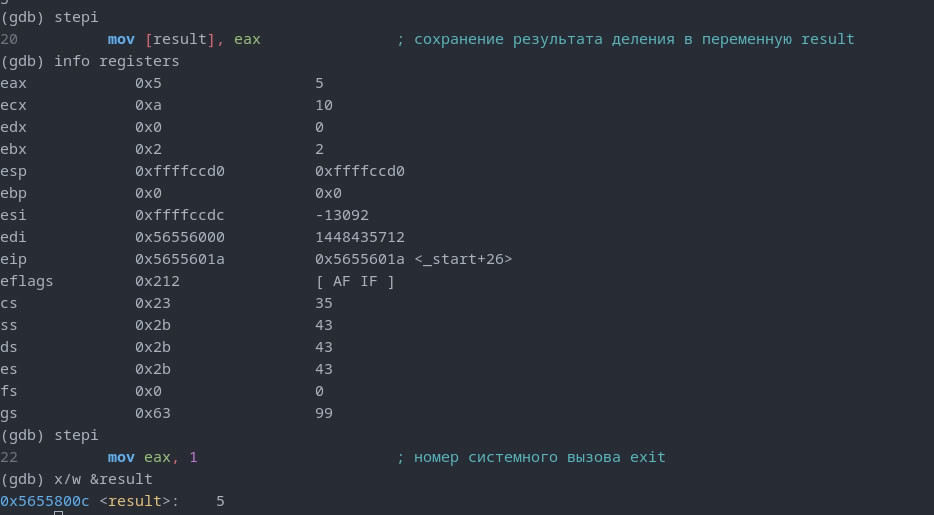 (gdb) stepi
20 mov [result], eax ; сохранение результата деления в переменную result
(gdb) info registers
eax 0x5 5
ecx 0xa 10
edx 0x0 0
ebx 0x2 2
esp 0xffffccd0 0xffffccd0
ebp 0x0 0x0
esi 0xffffccdc -13092
edi 0x56556000 1448435712
eip 0x5655601a 0x5655601a <_start+26>
eflags 0x212 [ AF IF ]
cs 0x23 35
ss 0x2b 43
ds 0x2b 43
es 0x2b 43
fs 0x0 0
gs 0x63 99
(gdb) stepi
22 mov eax, 1 ; номер системного вызова exit
(gdb) x/w &result
0x5655800c <result>: 5